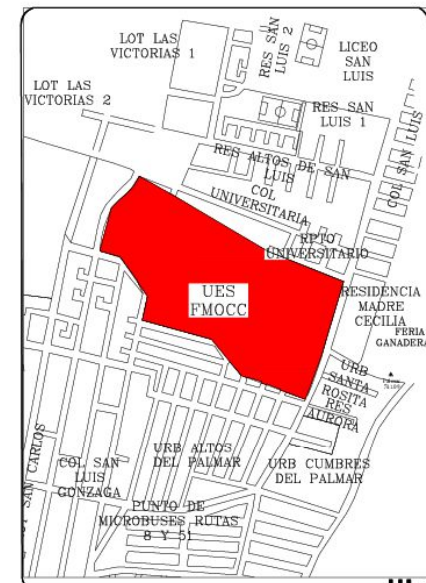 LOT LAS
VICTORIAS 1
RES SAN
LUIS 2
LICEO
SAN
LUIS
LOT LAS
VICTORIAS 2
RES SAN
LUIS 1
COL SAN LUIS
RES ALTOS DE SAN
LUIS
COL
UNIVERSITARIA
RPTO
UNIVERSITARIO
UES
FMOCC
RESIDENCIA
MADRE
CECILIA
FERIA
GANADERA
URB
SANTA
ROSITA
RES
AURORA
URB ALTOS
DEL PALMAR
URB CUMBRES
DEL PALMAR
COL SAN
LUIS
GONZAGA
SAN CARLOS
PUNTO DE
MICROBUSES RUTAS
8 Y 51